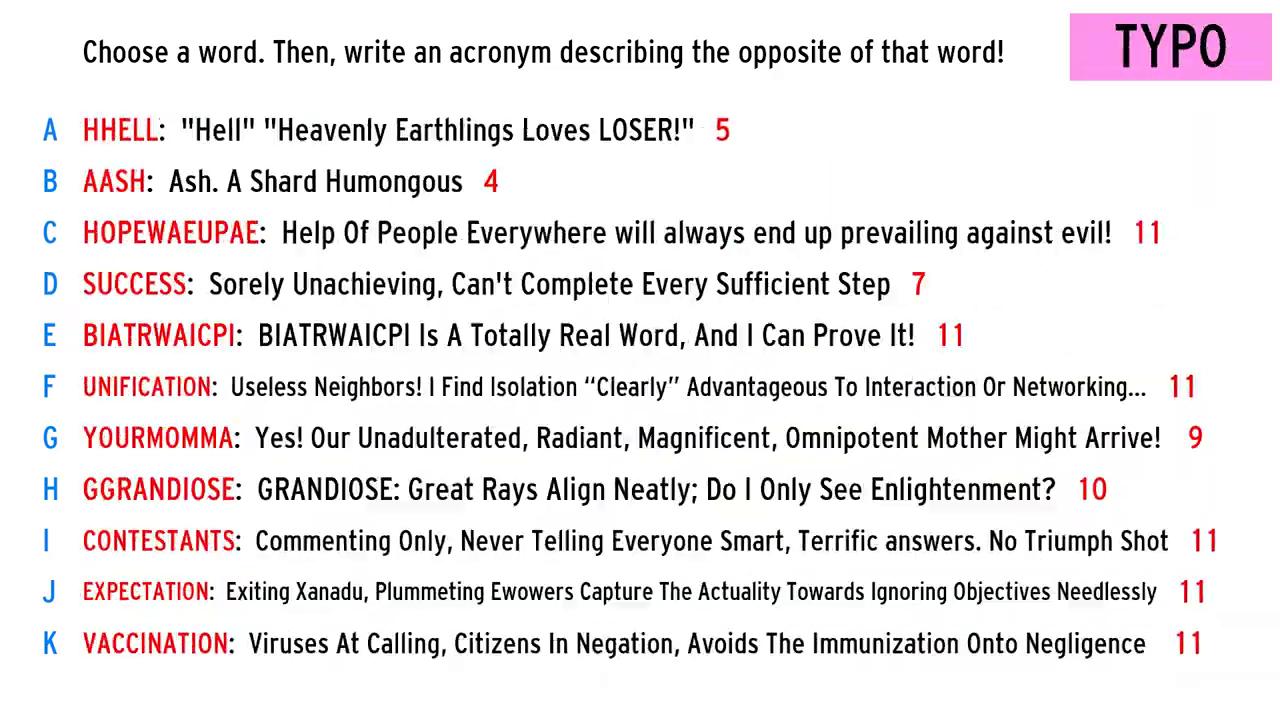 Choose a word. Then, write an acronym describing the opposite of that word!
TYPO
A HHELL: "Hell" "Heavenly Earthlings Loves LOSER!" 5
B AASH: Ash. A Shard Humongous 4
C HOPEWAEUPAE: Help Of People Everywhere will always end up prevailing against evil! 11
D SUCCESS: Sorely Unachieving, Can't Complete Every Sufficient Step 7
E BIATRWAICPI: BIATRWAICPI Is A Totally Real Word, And I Can Prove It! 11
F UNIFICATION: Useless Neighbors! I Find Isolation “Clearly” Advantageous To Interaction Or Networking... 11
G YOURMOMMA: Yes! Our Unadulterated, Radiant, Magnificent, Omnipotent Mother Might Arrive! 9
H GGRANDIOSE: GRANDIOSE: Great Rays Align Neatly; Do I Only See Enlightenment? 10
I CONTESTANTS: Commenting Only, Never Telling Everyone Smart, Terrific answers. No Triumph Shot 11
J EXPECTATION: Exiting Xanadu, Plummeting Ewowers Capture The Actuality Towards Ignoring Objectives Needlessly 11
K VACCINATION: Viruses At Calling, Citizens In Negation, Avoids The Immunization Onto Negligence 11